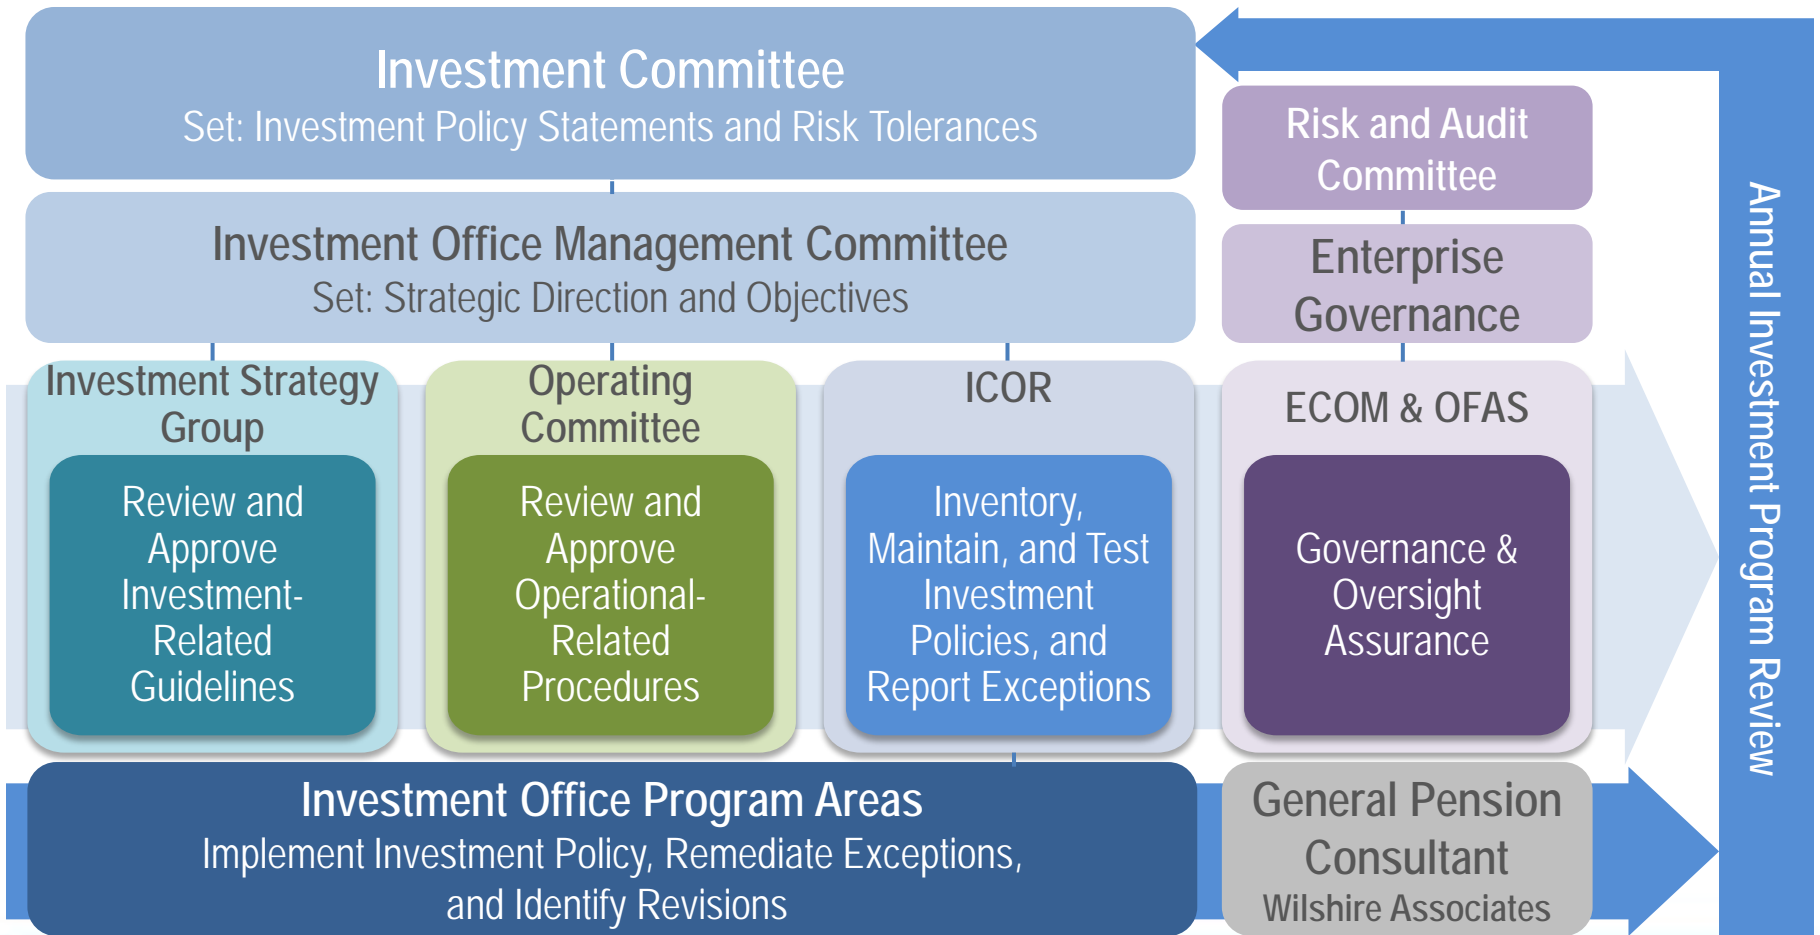 Investment Committee
Set: Investment Policy Statements and Risk Tolerances
Risk and Audit
Committee
Investment Office Management Committee
Set: Strategic Direction and Objectives
Enterprise
Governance
Investment Strategy
Group
Review and
Approve
Investment-
Related
Guidelines
Operating
Committee
Review and
Approve
Operational-
Related
Procedures
ICOR
Inventory,
Maintain, and Test
Investment
Policies, and
Report Exceptions
ECOM & OFAS
Governance &
Oversight
Assurance
Investment Office Program Areas
Implement Investment Policy, Remediate Exceptions,
and Identify Revisions
General Pension
Consultant
Wilshire Associates
Annual Investment Program Review